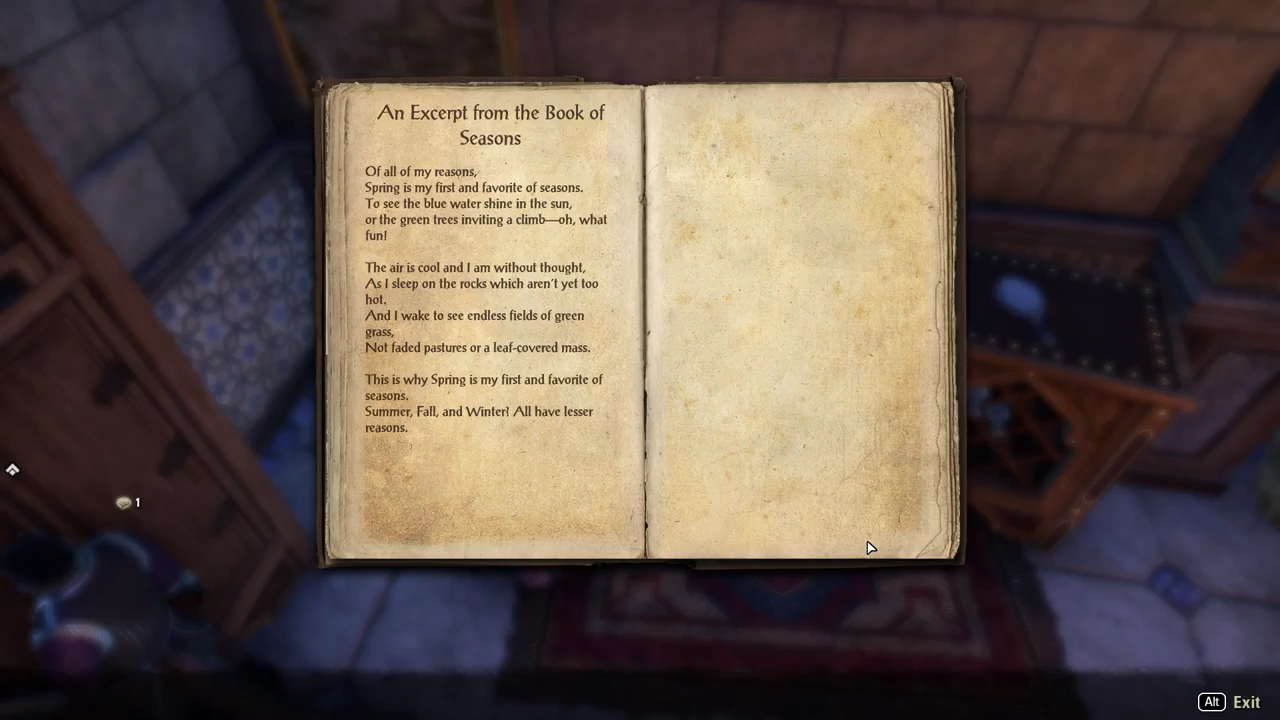 An Excerpt from the Book of
Seasons
Of all of my reasons,
Spring is my first and favorite of seasons.
To see the blue water shine in the sun,
or the green trees inviting a climb—oh, what
fun!
The air is cool and I am without thought,
As I sleep on the rocks which aren't yet too
hot.
And I wake to see endless fields of green
grass,
Not faded pastures or a leaf-covered mass.
This is why Spring is my first and favorite of
seasons.
Summer, Fall, and Winter! All have lesser
reasons.
1
Alt Exit